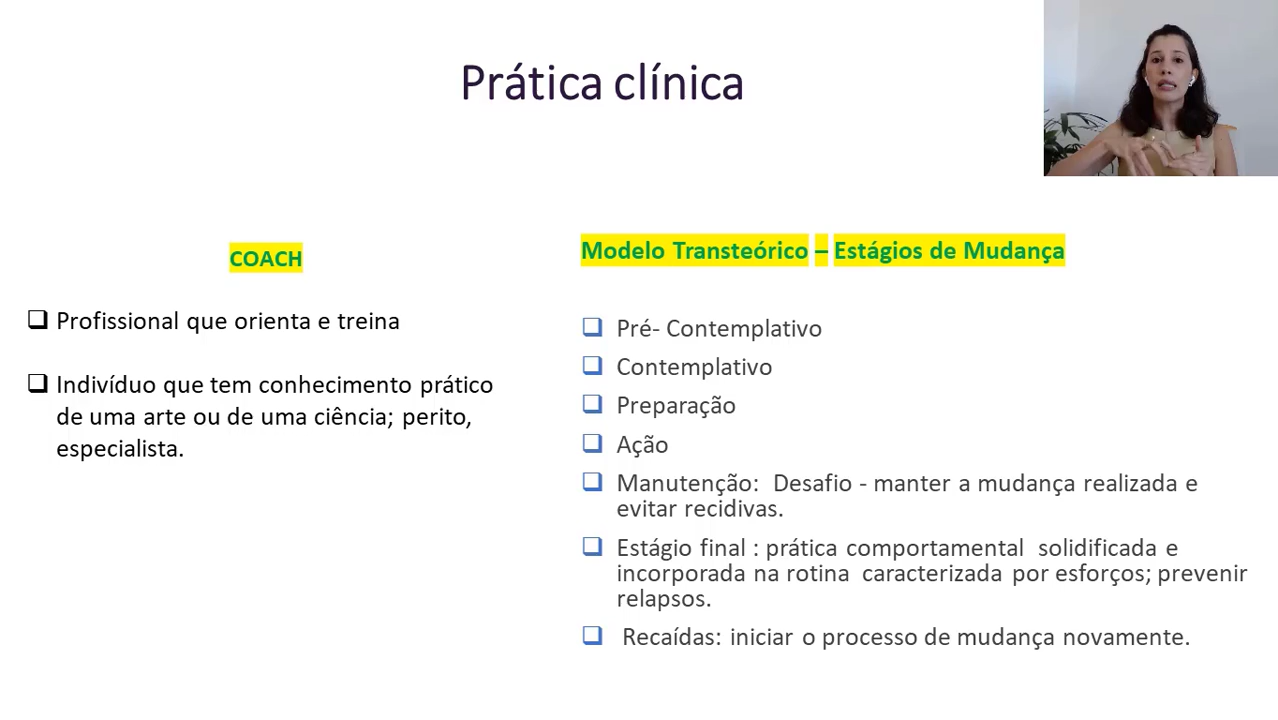 Prática clínica
COACH
Profissional que orienta e treina
Indivíduo que tem conhecimento prático
de uma arte ou de uma ciência; perito,
especialista.
Modelo Transteórico – Estágios de Mudança
Pré- Contemplativo
Contemplativo
Preparação
Ação
Manutenção: Desafio - manter a mudança realizada e
evitar recidivas.
Estágio final : prática comportamental solidificada e
incorporada na rotina caracterizada por esforços; prevenir
relapsos.
Recaídas: iniciar o processo de mudança novamente.